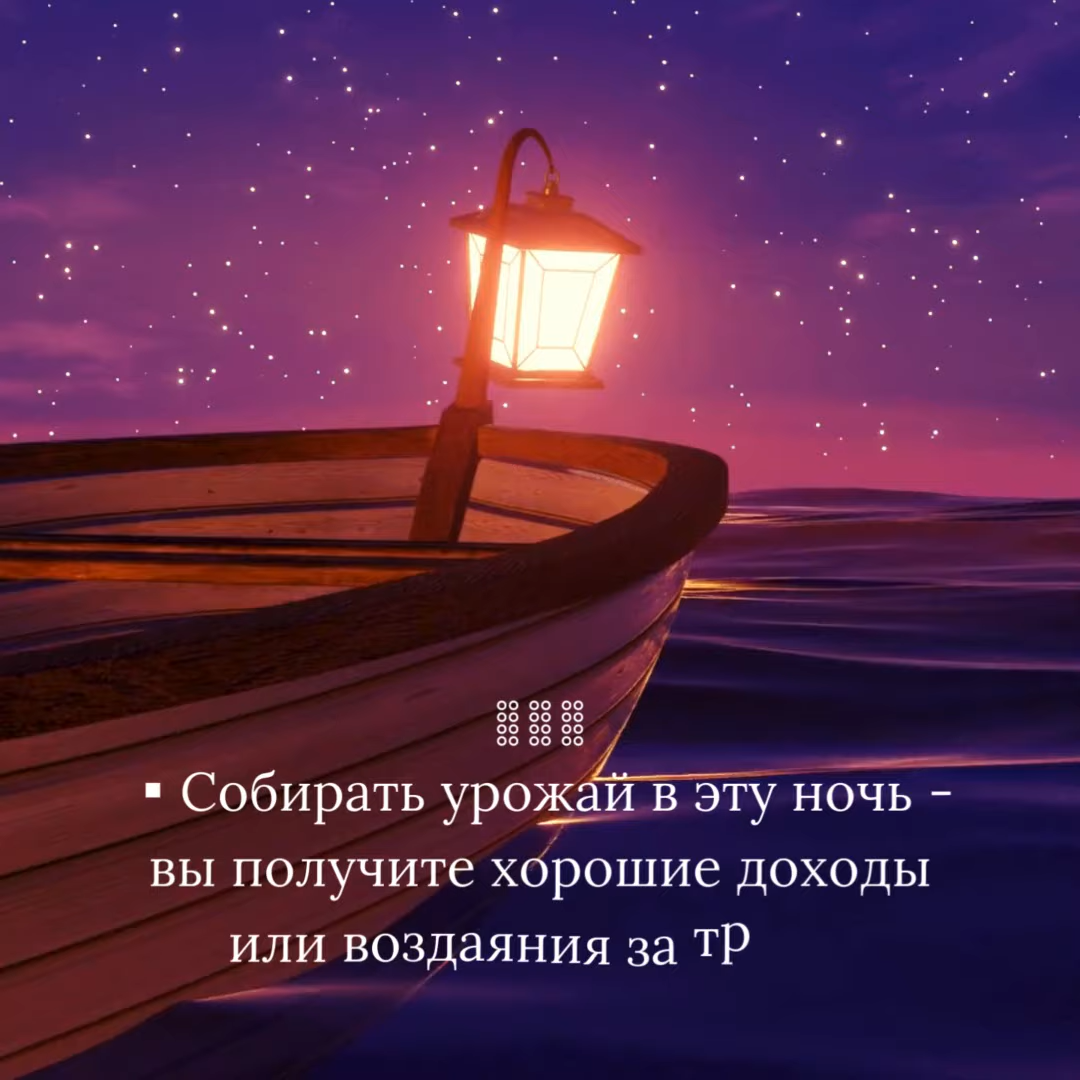 ▪ Собирать урожай в эту ночь -
вы получите хорошие доходы
или воздаяния за тр